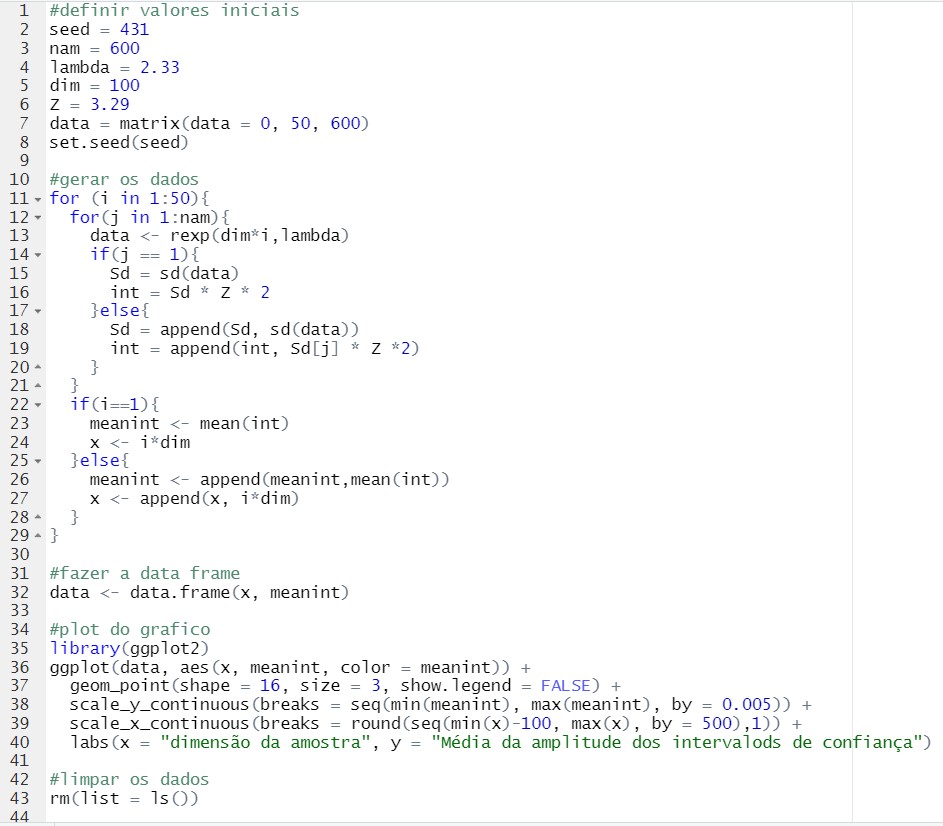 1 #definir valores iniciais
2 seed = 431
3 nam = 600
4 lambda = 2.33
5 dim = 100
6 Z = 3.29
7 data = matrix(data = 0, 50, 600)
8 set.seed(seed)
9
10 #gerar os dados
11 for (i in 1:50){
12   for(j in 1:nam){
13     data <- rexp(dim*i,lambda)
14     if(j == 1){
15       Sd = sd(data)
16       int = Sd * Z * 2
17     }else{
18       Sd = append(Sd, sd(data))
19       int = append(int, Sd[j] * Z *2)
20     }
21   }
22   if(i==1){
23     meanint <- mean(int)
24     x <- i*dim
25   }else{
26     meanint <- append(meanint,mean(int))
27     x <- append(x, i*dim)
28   }
29 }
30
31 #fazer a data frame
32 data <- data.frame(x, meanint)
33
34 #plot do grafico
35 library(ggplot2)
36 ggplot(data, aes(x, meanint, color = meanint)) +
37   geom_point(shape = 16, size = 3, show.legend = FALSE) +
38   scale_y_continuous(breaks = seq(min(meanint), max(meanint), by = 0.005)) +
39   scale_x_continuous(breaks = round(seq(min(x)-100, max(x), by = 500),1)) +
40   labs(x = "dimensão da amostra", y = "Média da amplitude dos intervalods de confiança")
41
42 #limpar os dados
43 rm(list = ls())
44